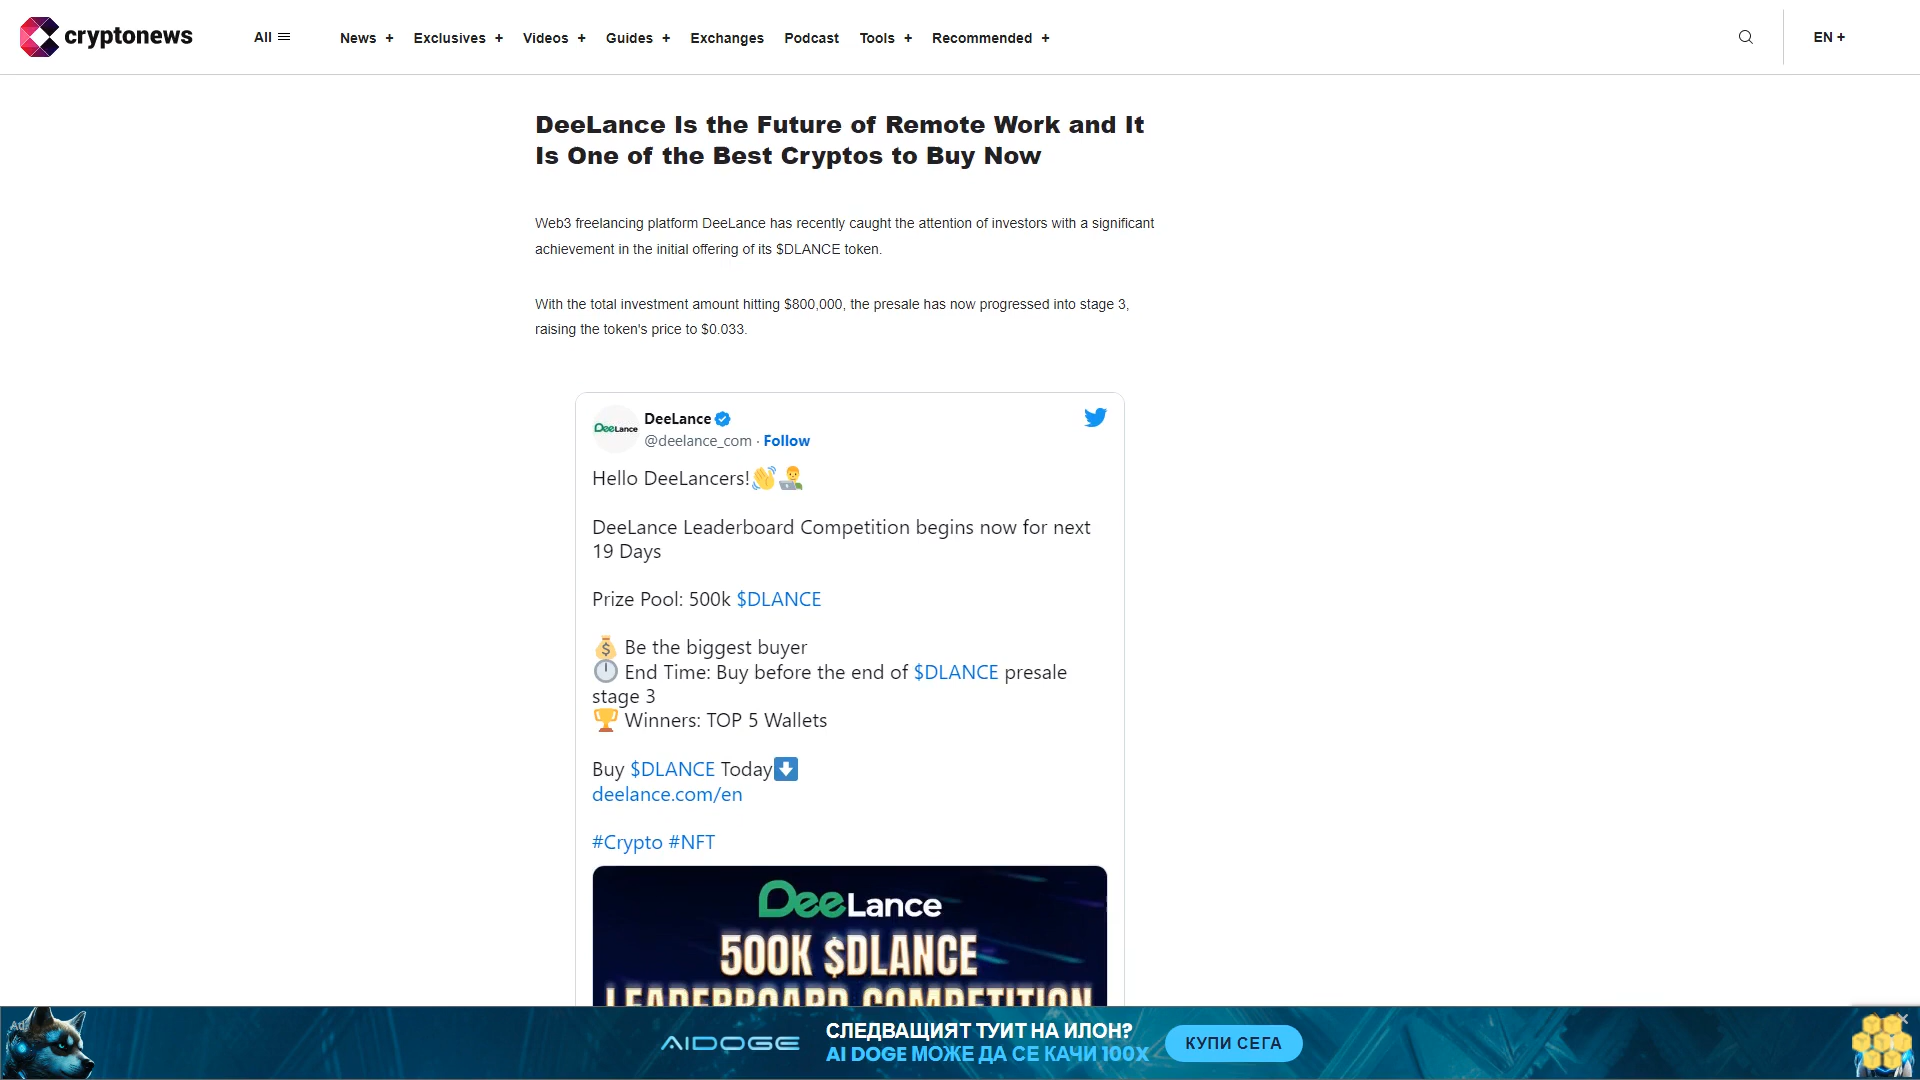 cryptonews
All
News +
Exclusives +
Videos +
Guides +
Exchanges
Podcast
Tools +
Recommended +
EN +
DeeLance Is the Future of Remote Work and It
Is One of the Best Cryptos to Buy Now
Web3 freelancing platform DeeLance has recently caught the attention of investors with a significant
achievement in the initial offering of its $DLANCE token.
With the total investment amount hitting $800,000, the presale has now progressed into stage 3,
raising the token's price to $0.033.
DeeLance
DeeLance
@deelance_com · Follow
Hello DeeLancers!
DeeLance Leaderboard Competition begins now for next
19 Days
Prize Pool: 500k $DLANCE
Be the biggest buyer
End Time: Buy before the end of $DLANCE presale
stage 3
Winners: TOP 5 Wallets
Buy $DLANCE Today
deelance.com/en
#Crypto #NFT
DeeLance
500K $DLANCE
LEADERBOARD COMPETITION
Ad
AIDOGE
СЛЕДВАЩИЯТ ТУИТ НА ИЛОН?
AI DOGE МОЖЕ ДА СЕ КАЧИ 100X
КУПИ СЕГА